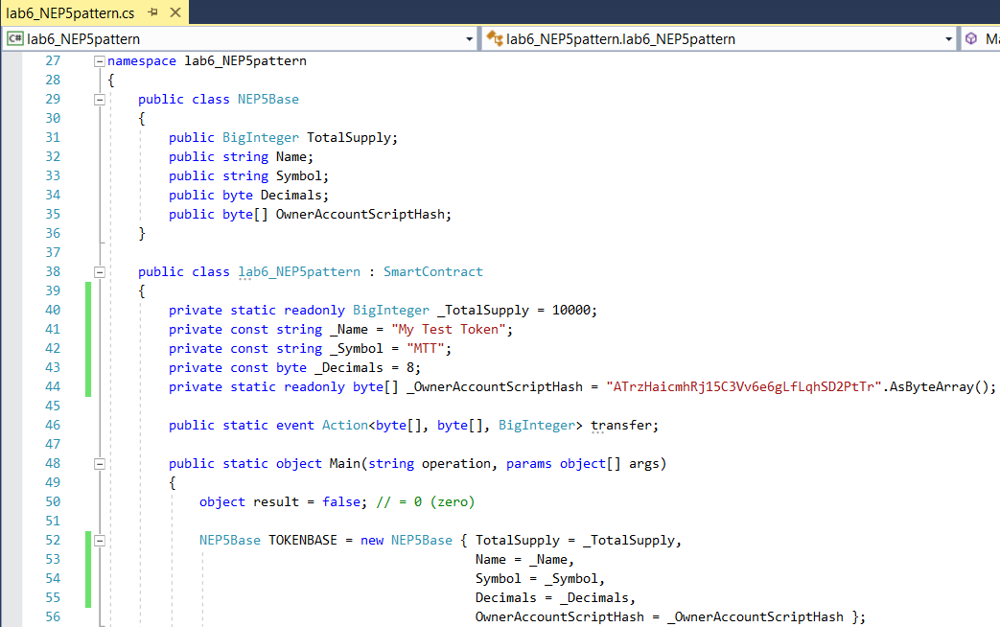 lab6_NEP5pattern.cs
C# lab6_NEP5pattern lab6_NEP5pattern.lab6_NEP5pattern
27 namespace lab6_NEP5pattern
28 {
29 public class NEP5Base
30 {
31 public BigInteger TotalSupply;
32 public string Name;
33 public string Symbol;
34 public byte Decimals;
35 public byte[] OwnerAccountScriptHash;
36 }
37
38 public class lab6_NEP5pattern : SmartContract
39 {
40 private static readonly BigInteger _TotalSupply = 10000;
41 private const string _Name = "My Test Token";
42 private const string _Symbol = "MTT";
43 private const byte _Decimals = 8;
44 private static readonly byte[] _OwnerAccountScriptHash = "ATrzHaicmhRj15C3Vv6e6gLfLqhSD2PtTr".AsByteArray();
45
46 public static event Action<byte[], byte[], BigInteger> transfer;
47
48 public static object Main(string operation, params object[] args)
49 {
50 object result = false; // = 0 (zero)
51
52 NEP5Base TOKENBASE = new NEP5Base { TotalSupply = _TotalSupply,
53 Name = _Name,
54 Symbol = _Symbol,
55 Decimals = _Decimals,
56 OwnerAccountScriptHash = _OwnerAccountScriptHash };